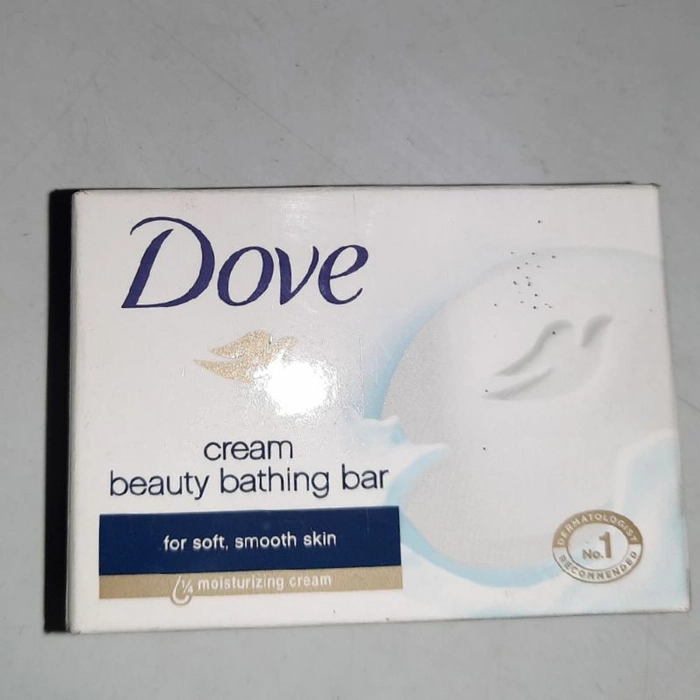 Dove
cream
beauty bathing bar
for soft, smooth skin
¼ moisturizing cream
DERMATOLOGIST
No.1
RECOMMENDED